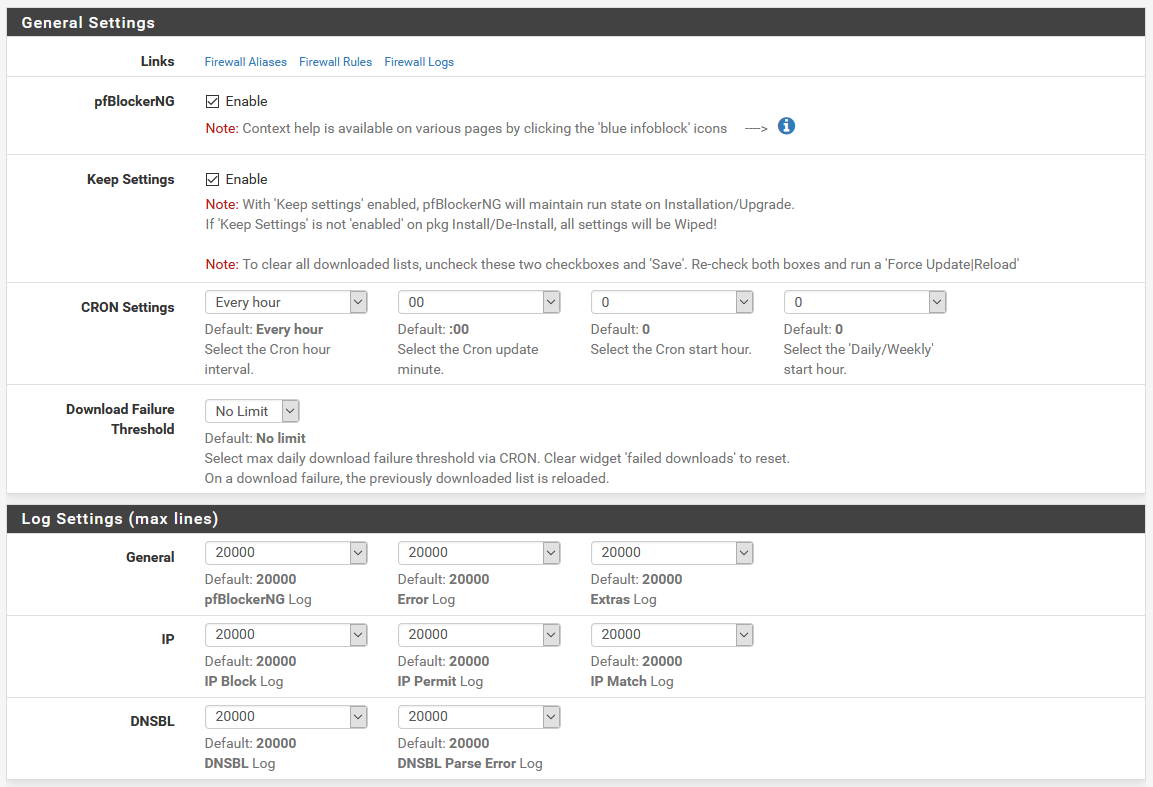 General Settings
Links
Firewall Aliases Firewall Rules Firewall Logs
pfBlockerNG
Enable
Note: Context help is available on various pages by clicking the 'blue infoblock' icons ----> i
Keep Settings
Enable
Note: With 'Keep settings' enabled, pfBlockerNG will maintain run state on Installation/Upgrade.
If 'Keep Settings' is not 'enabled' on pkg Install/De-Install, all settings will be Wiped!
Note: To clear all downloaded lists, uncheck these two checkboxes and 'Save'. Re-check both boxes and run a 'Force Update|Reload'
CRON Settings
Every hour
Default: Every hour
Select the Cron hour
interval.
00
Default: :00
Select the Cron update
minute.
0
Default: 0
Select the Cron start hour.
0
Default: 0
Select the 'Daily/Weekly'
start hour.
Download Failure
Threshold
No Limit
Default: No limit
Select max daily download failure threshold via CRON. Clear widget 'failed downloads' to reset.
On a download failure, the previously downloaded list is reloaded.
Log Settings (max lines)
General
20000
Default: 20000
pfBlockerNG Log
20000
Default: 20000
Error Log
20000
Default: 20000
Extras Log
IP
20000
Default: 20000
IP Block Log
20000
Default: 20000
IP Permit Log
20000
Default: 20000
IP Match Log
DNSBL
20000
Default: 20000
DNSBL Log
20000
Default: 20000
DNSBL Parse Error Log